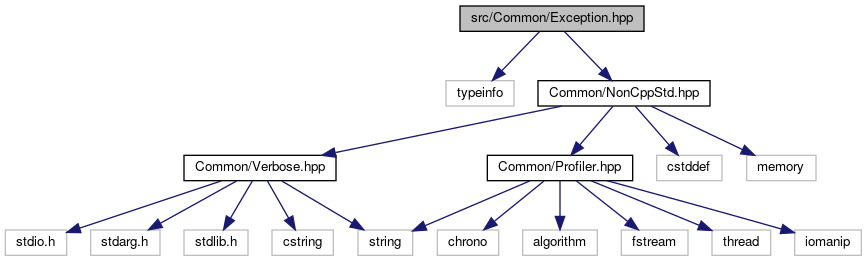 src/Common/Exception.hpp
typeinfo
Common/NonCppStd.hpp
Common/Verbose.hpp
Common/Profiler.hpp
cstddef
memory
stdio.h
stdarg.h
stdlib.h
cstring
string
chrono
algorithm
fstream
thread
iomanip